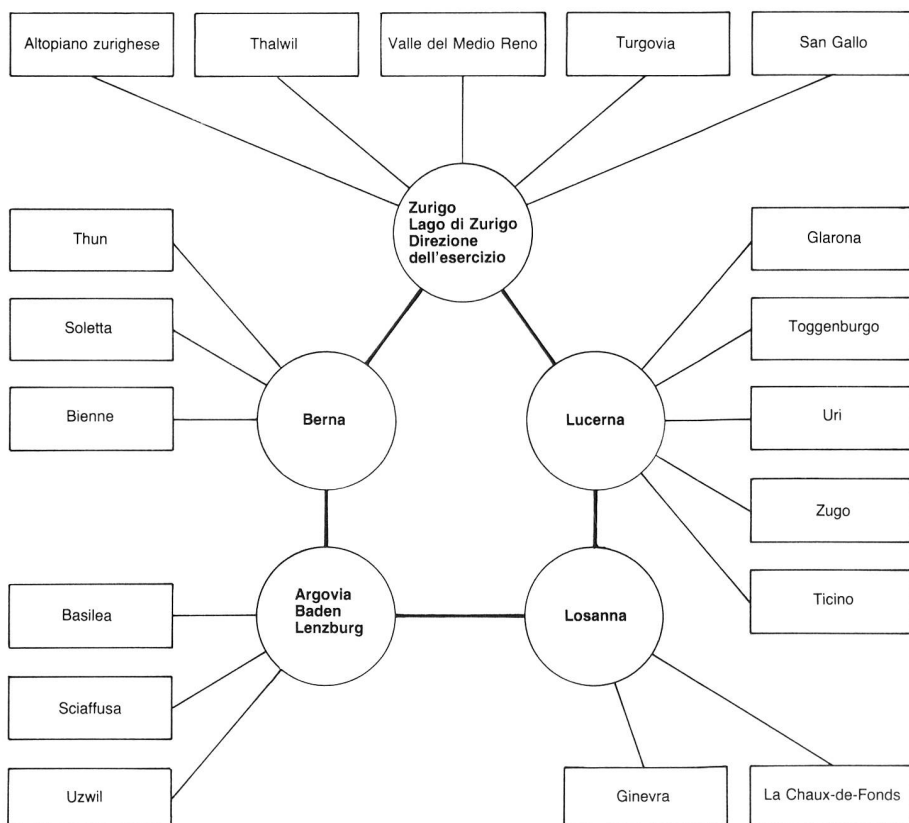 Altopiano zurighese
Thalwil
Valle del Medio Reno
Turgovia
San Gallo
Zurigo
Lago di Zurigo
Direzione
dell'esercizio
Thun
Soletta
Bienne
Glarona
Toggenburgo
Uri
Zugo
Ticino
Berna
Lucerna
Argovia
Baden
Lenzburg
Losanna
Basilea
Sciaffusa
Uzwil
Ginevra
La Chaux-de-Fonds